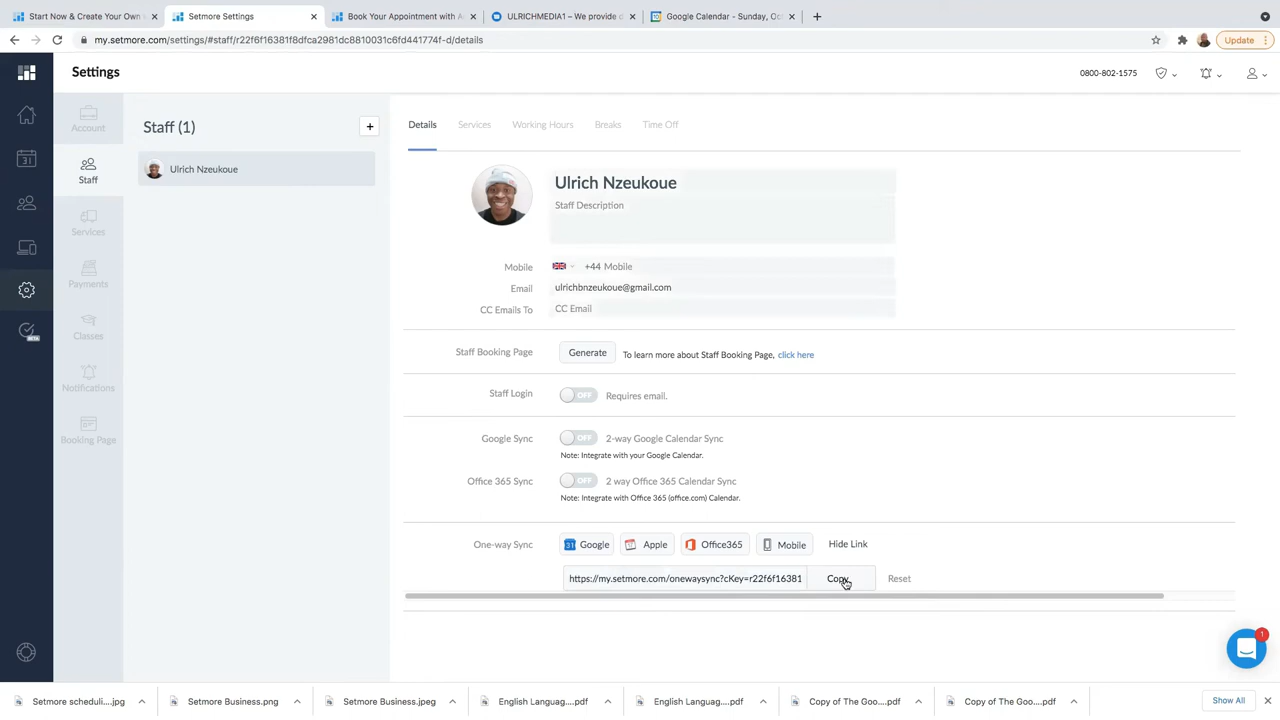 Start Now & Create Your Own
Setmore Settings
Book Your Appointment with A
ULRICHMEDIA1 – We provide d
Google Calendar - Sunday, Oc
my.setmore.com/settings/#staff/r22f6f16381f8dfca2981dc8810031c6fd441774f-d/details
Update
Settings
0800-802-1575
Account
Staff
Services
Payments
Classes
Notifications
Booking Page
31
BETA
Staff (1)
+
Ulrich Nzeukoue
Details
Services
Working Hours
Breaks
Time Off
Ulrich Nzeukoue
Staff Description
Mobile
+44 Mobile
Email
ulrichbnzeukoue@gmail.com
CC Emails To
CC Email
Staff Booking Page
Generate
To learn more about Staff Booking Page, click here
Staff Login
OFF
Requires email.
Google Sync
OFF
2-way Google Calendar Sync
Note: Integrate with your Google Calendar.
Office 365 Sync
OFF
2 way Office 365 Calendar Sync
Note: Integrate with Office 365 (office.com) Calendar.
One-way Sync
31 Google
Apple
Office365
Mobile
Hide Link
https://my.setmore.com/onewaysync?cKey=r22f6f16381
Copy
Reset
1
Setmore scheduli....jpg
Setmore Business.png
Setmore Business.jpeg
English Languag....pdf
English Languag....pdf
Copy of The Goo....pdf
Copy of The Goo....pdf
Show All